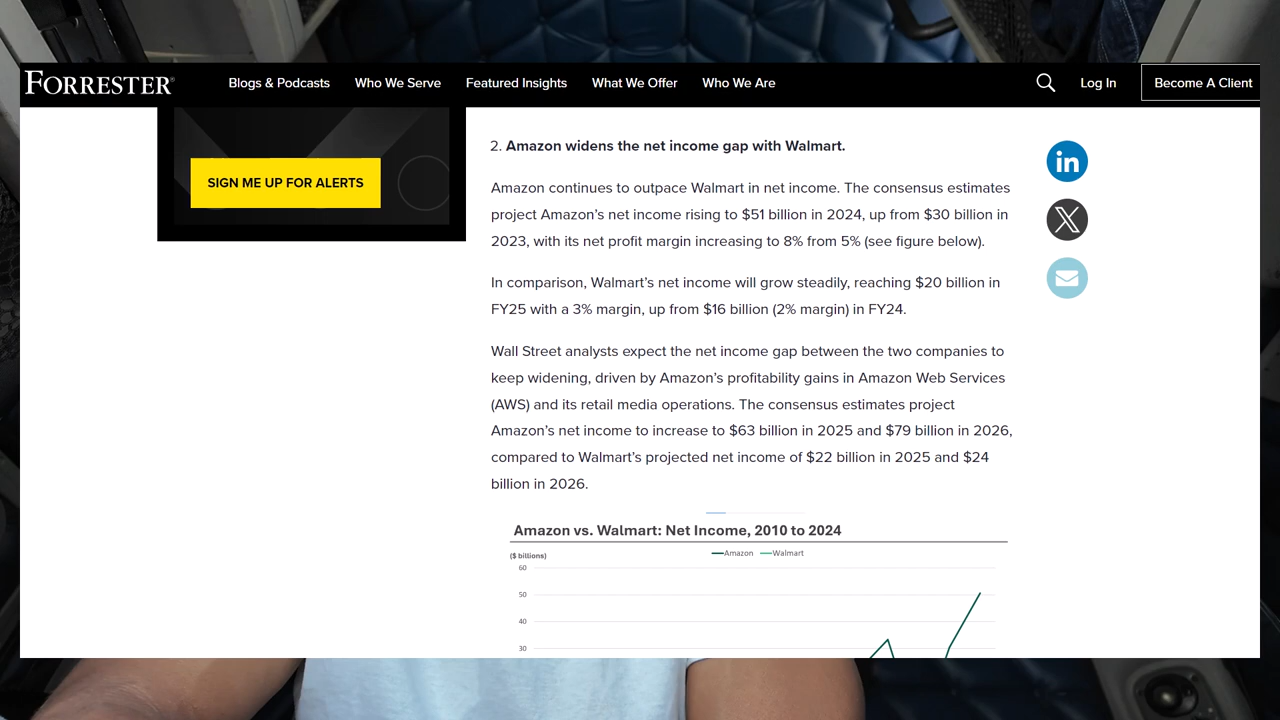 FORRESTER®
Blogs & Podcasts Who We Serve Featured Insights What We Offer Who We Are Log In Become A Client
SIGN ME UP FOR ALERTS
2. Amazon widens the net income gap with Walmart.
Amazon continues to outpace Walmart in net income. The consensus estimates
project Amazon’s net income rising to $51 billion in 2024, up from $30 billion in
2023, with its net profit margin increasing to 8% from 5% (see figure below).
In comparison, Walmart’s net income will grow steadily, reaching $20 billion in
FY25 with a 3% margin, up from $16 billion (2% margin) in FY24.
Wall Street analysts expect the net income gap between the two companies to
keep widening, driven by Amazon’s profitability gains in Amazon Web Services
(AWS) and its retail media operations. The consensus estimates project
Amazon’s net income to increase to $63 billion in 2025 and $79 billion in 2026,
compared to Walmart’s projected net income of $22 billion in 2025 and $24
billion in 2026.
in
X
Amazon vs. Walmart: Net Income, 2010 to 2024
($ billions)
Amazon Walmart
60
50
40
30